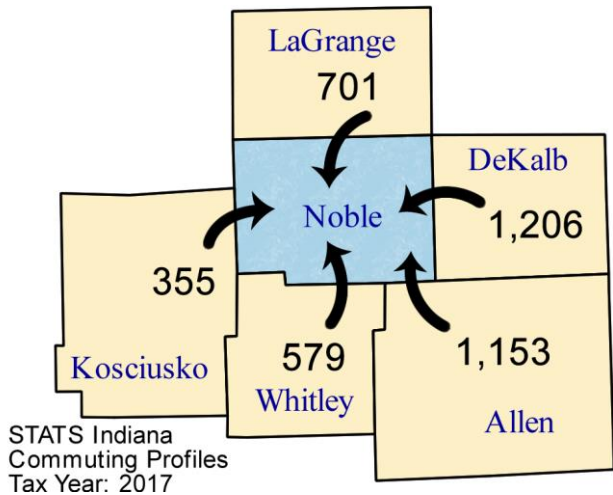 LaGrange
701
DeKalb
1,206
Noble
355
Kosciusko
579
Whitley
1,153
Allen
STATS Indiana
Commuting Profiles
Tax Year: 2017